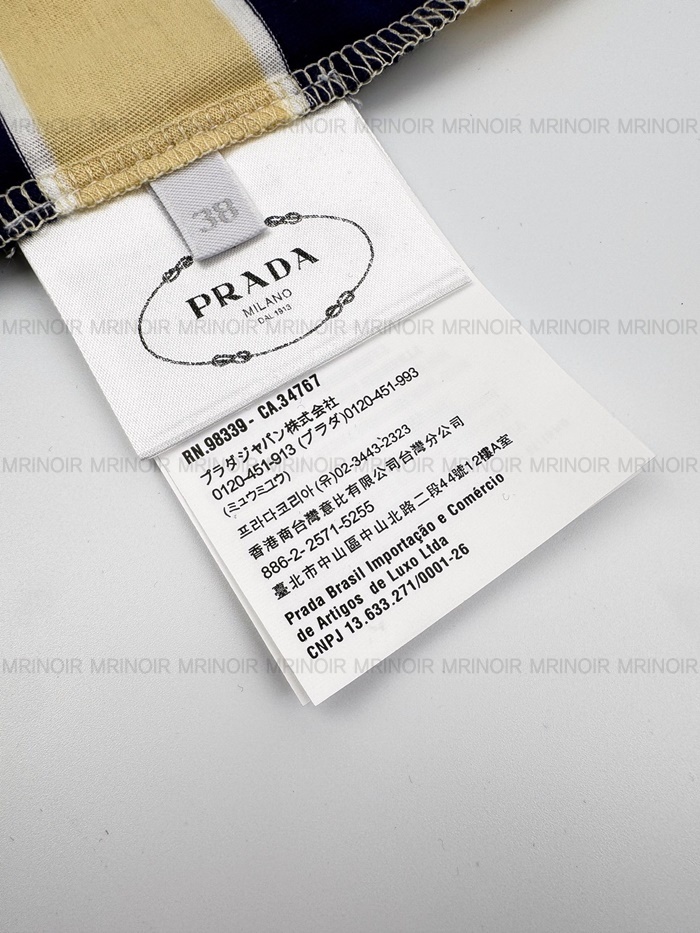 MRINOIR MRINOIR MRINOIR MRINOIR MRINOIR MRINOIR MRINOIR MRINOIR
38
PRADA
MILANO
DAL 1913
MRINOIR MRINOIR MRINOIR MRINOIR MRINOIR MRINOIR MRINOIR MRINOIR
RN.98339- CA.34767
プラダジャパン株式会社
0120-451-913 (プラダ)0120-451-993
(ミュウミュウ)
프라다코리아(유)02-3443-2323
香港商台灣意比有限公司台灣分公司
886-2- 2571-5255
臺北市中山區中山北路二段44號12樓A室
MRINOIR MRINOIR MRINOIR MRINOIR MRINOIR MRINOIR MRINOIR MRINOIR
Prada Brasil Importação e Comércio
de Artigos de Luxo Ltda
CNPJ 13.633.271/0001-26
MRINOIR MRINOIR MRINOIR MRINOIR MRINOIR MRINOIR MRINOIR MRINOIR